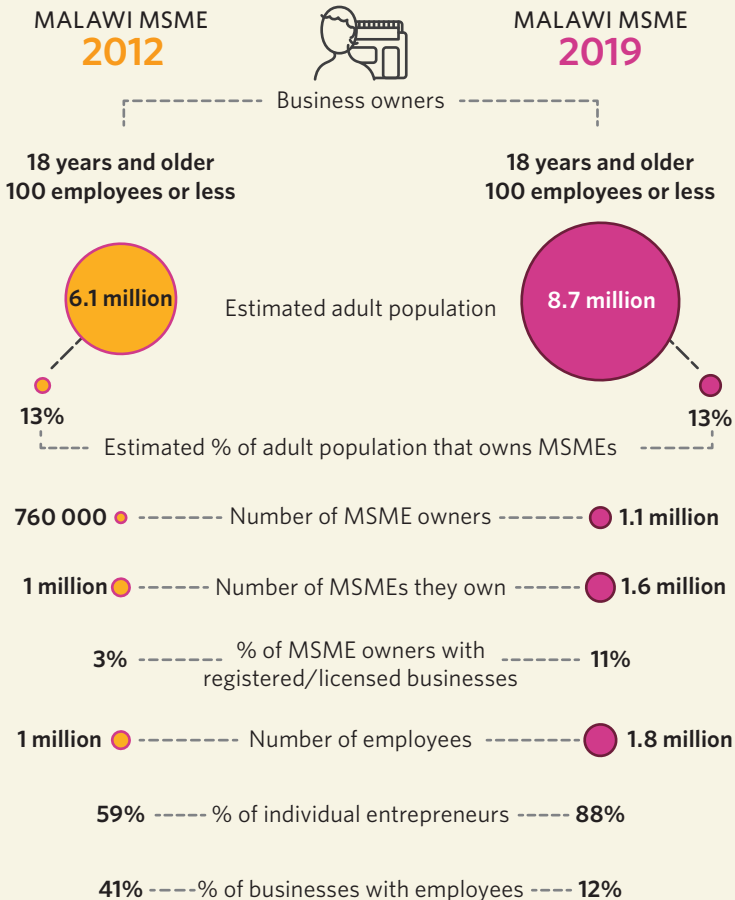 MALAWI MSME
2012
MALAWI MSME
2019
Business owners
18 years and older
100 employees or less
18 years and older
100 employees or less
6.1 million
Estimated adult population
8.7 million
13%
13%
Estimated % of adult population that owns MSMEs
760 000
Number of MSME owners
1.1 million
1 million
Number of MSMEs they own
1.6 million
3%
% of MSME owners with
registered/licensed businesses
11%
1 million
Number of employees
1.8 million
59%
% of individual entrepreneurs
88%
41%
% of businesses with employees
12%